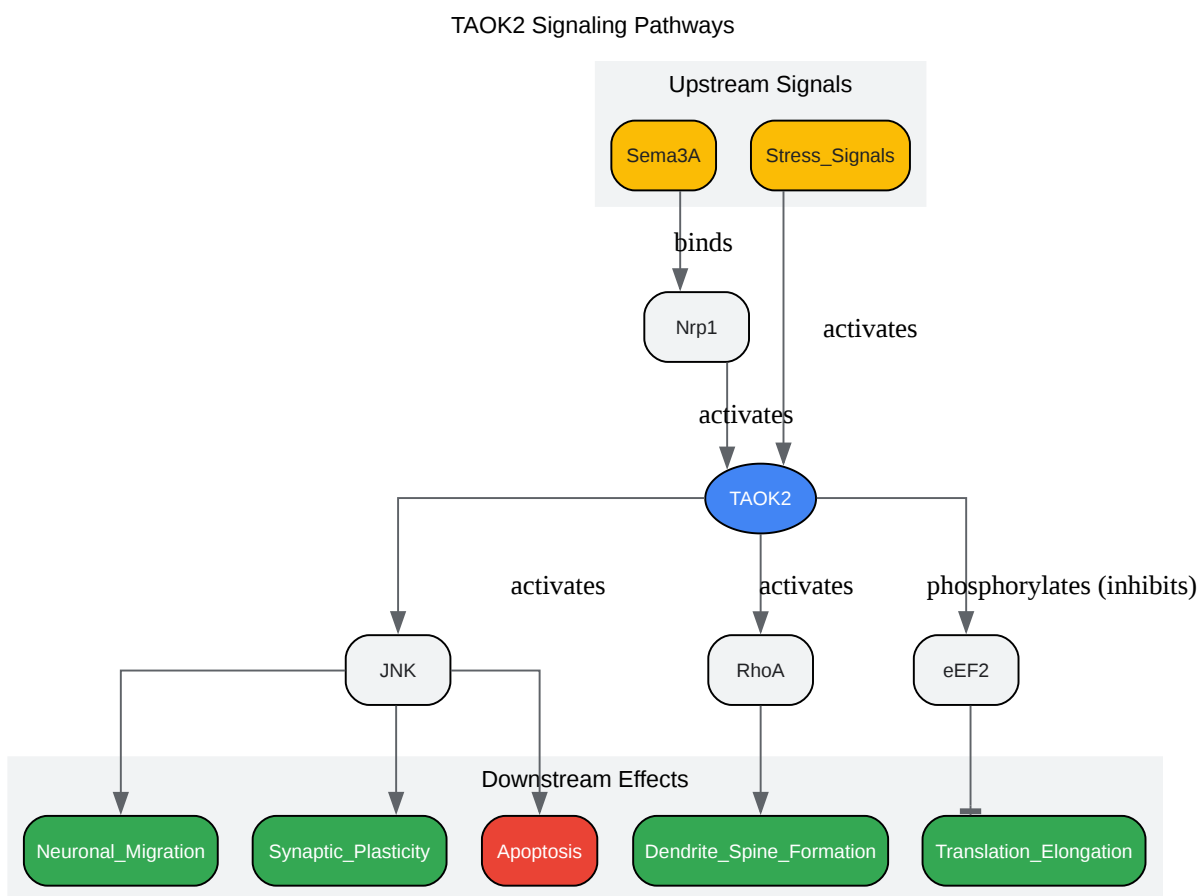 TAOK2 Signaling Pathways
Upstream Signals
Sema3A
Stress_Signals
binds
Nrp1
activates
activates
TAOK2
activates
activates
phosphorylates (inhibits)
JNK
RhoA
eEF2
Downstream Effects
Neuronal_Migration
Synaptic_Plasticity
Apoptosis
Dendrite_Spine_Formation
Translation_Elongation